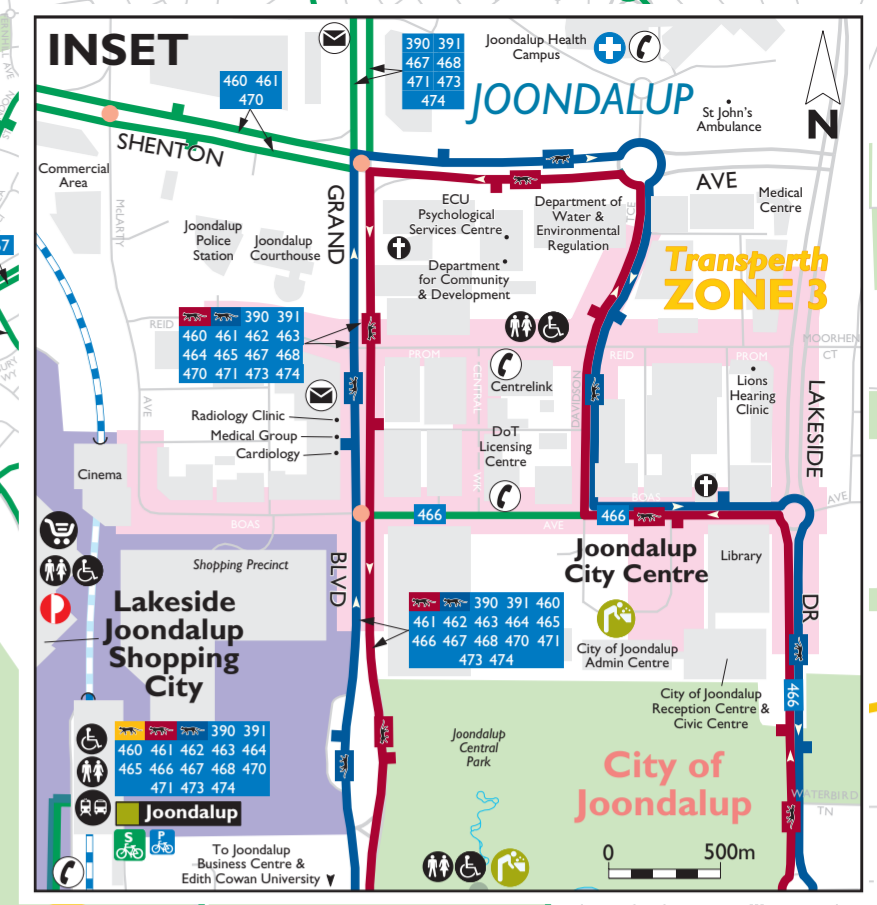 INSET
390 391
467 468
471 473
474
460 461
470
Joondalup Health
Campus
JOONDALUP
St John's
Ambulance
N
SHENTON
AVE
Commercial
Area
McLARTY
GRAND
ECU
Psychological
Services Centre
Department of
Water &
Environmental
Regulation
TCE
Medical
Centre
Joondalup
Police
Station
Joondalup
Courthouse
Department
for Community
& Development
Transperth
ZONE 3
390 391
460 461 462 463
464 465 467 468
470 471 473 474
REID
PROM
REID
PROM
MOORHEN
CT
CENTRAL
WK
DAVIDSON
Centrelink
Lions
Hearing
Clinic
LAKESIDE
AVE
Radiology Clinic
Medical Group
Cardiology
DoT
Licensing
Centre
Cinema
BOAS
466
AVE
466
BOAS
AVE
Shopping Precinct
BLVD
Joondalup
City Centre
Library
DR
Lakeside
Joondalup
Shopping
City
390 391 460
461 462 463 464 465
466 467 468 470 471
473 474
City of Joondalup
Admin Centre
City of Joondalup
Reception Centre &
Civic Centre
466
390 391
460 461 462 463 464
465 466 467 468 470
471 473 474
Joondalup
S
P
Joondalup
Central
Park
City of
Joondalup
WATERBIRD
TN
0 500m
To Joondalup
Business Centre &
Edith Cowan University